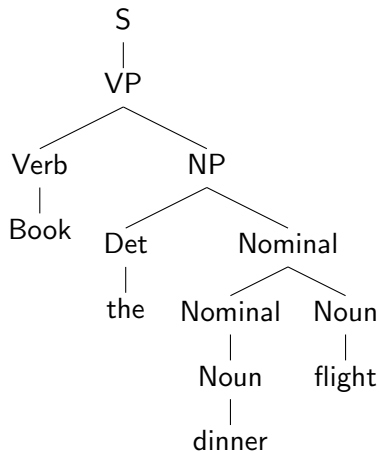 S
VP
Verb NP
Book Det Nominal
the Nominal Noun
Noun flight
dinner